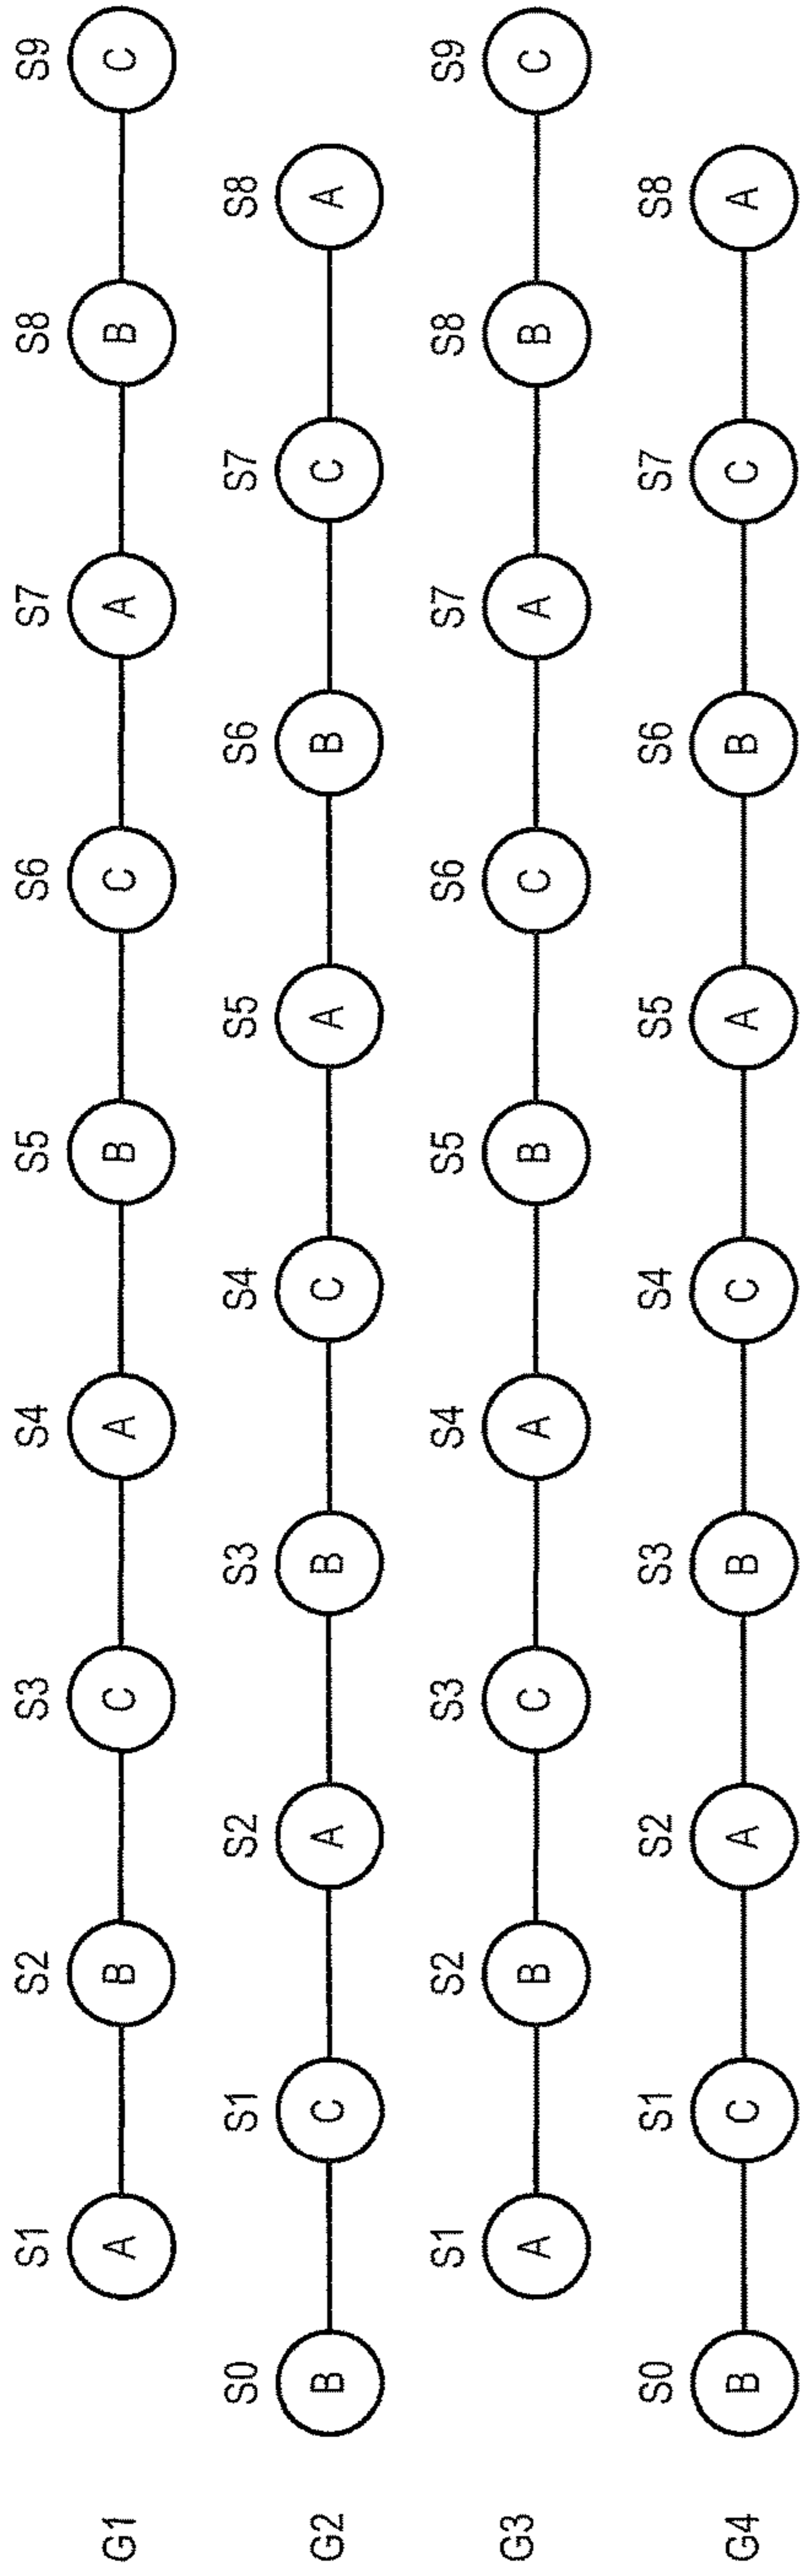 S1 S2 S3 S4 S5 S6 S7 S8 S9
G1 A B C A B C A B C
S0 S1 S2 S3 S4 S5 S6 S7 S8
G2 B C A B C A B C A
S1 S2 S3 S4 S5 S6 S7 S8 S9
G3 A B C A B C A B C
S0 S1 S2 S3 S4 S5 S6 S7 S8
G4 B C A B C A B C A